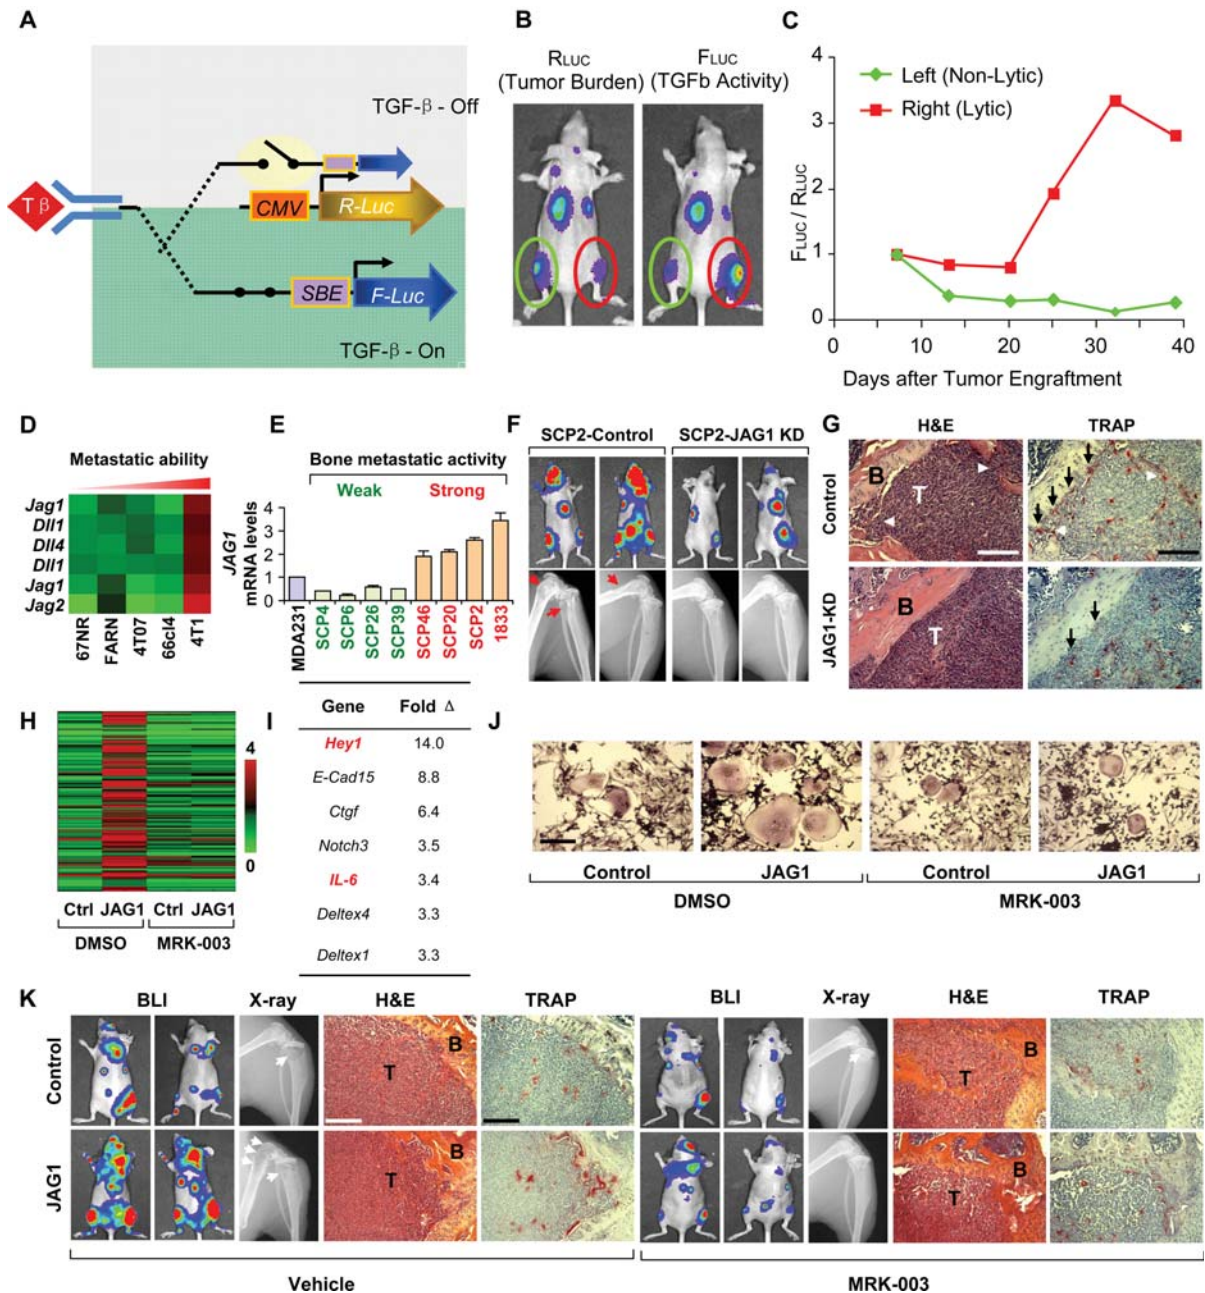 A
TGF-β - Off
T β
CMV
R-Luc
SBE
F-Luc
TGF-β - On
B
RLUC
(Tumor Burden)
FLUC
(TGFb Activity)
C
4
3
2
1
0
FLUC / RLUC
Left (Non-Lytic)
Right (Lytic)
0 10 20 30 40
Days after Tumor Engraftment
D
Metastatic ability
Jag1
Dll1
Dll4
Dll1
Jag1
Jag2
67NR
FARN
4T07
66cl4
4T1
E
Bone metastatic activity
Weak Strong
JAG1
mRNA levels
4
3
2
1
0
MDA231
SCP4
SCP6
SCP26
SCP39
SCP46
SCP20
SCP2
1833
F
SCP2-Control SCP2-JAG1 KD
G
H&E TRAP
Control
B
T
JAG1-KD
B
T
H
4
0
Ctrl JAG1 Ctrl JAG1
DMSO MRK-003
I
Gene Fold Δ
Hey1 14.0
E-Cad15 8.8
Ctgf 6.4
Notch3 3.5
IL-6 3.4
Deltex4 3.3
Deltex1 3.3
J
Control JAG1 Control JAG1
DMSO MRK-003
K
BLI X-ray H&E TRAP BLI X-ray H&E TRAP
Control
T B
T B
JAG1
T B
T B
Vehicle MRK-003